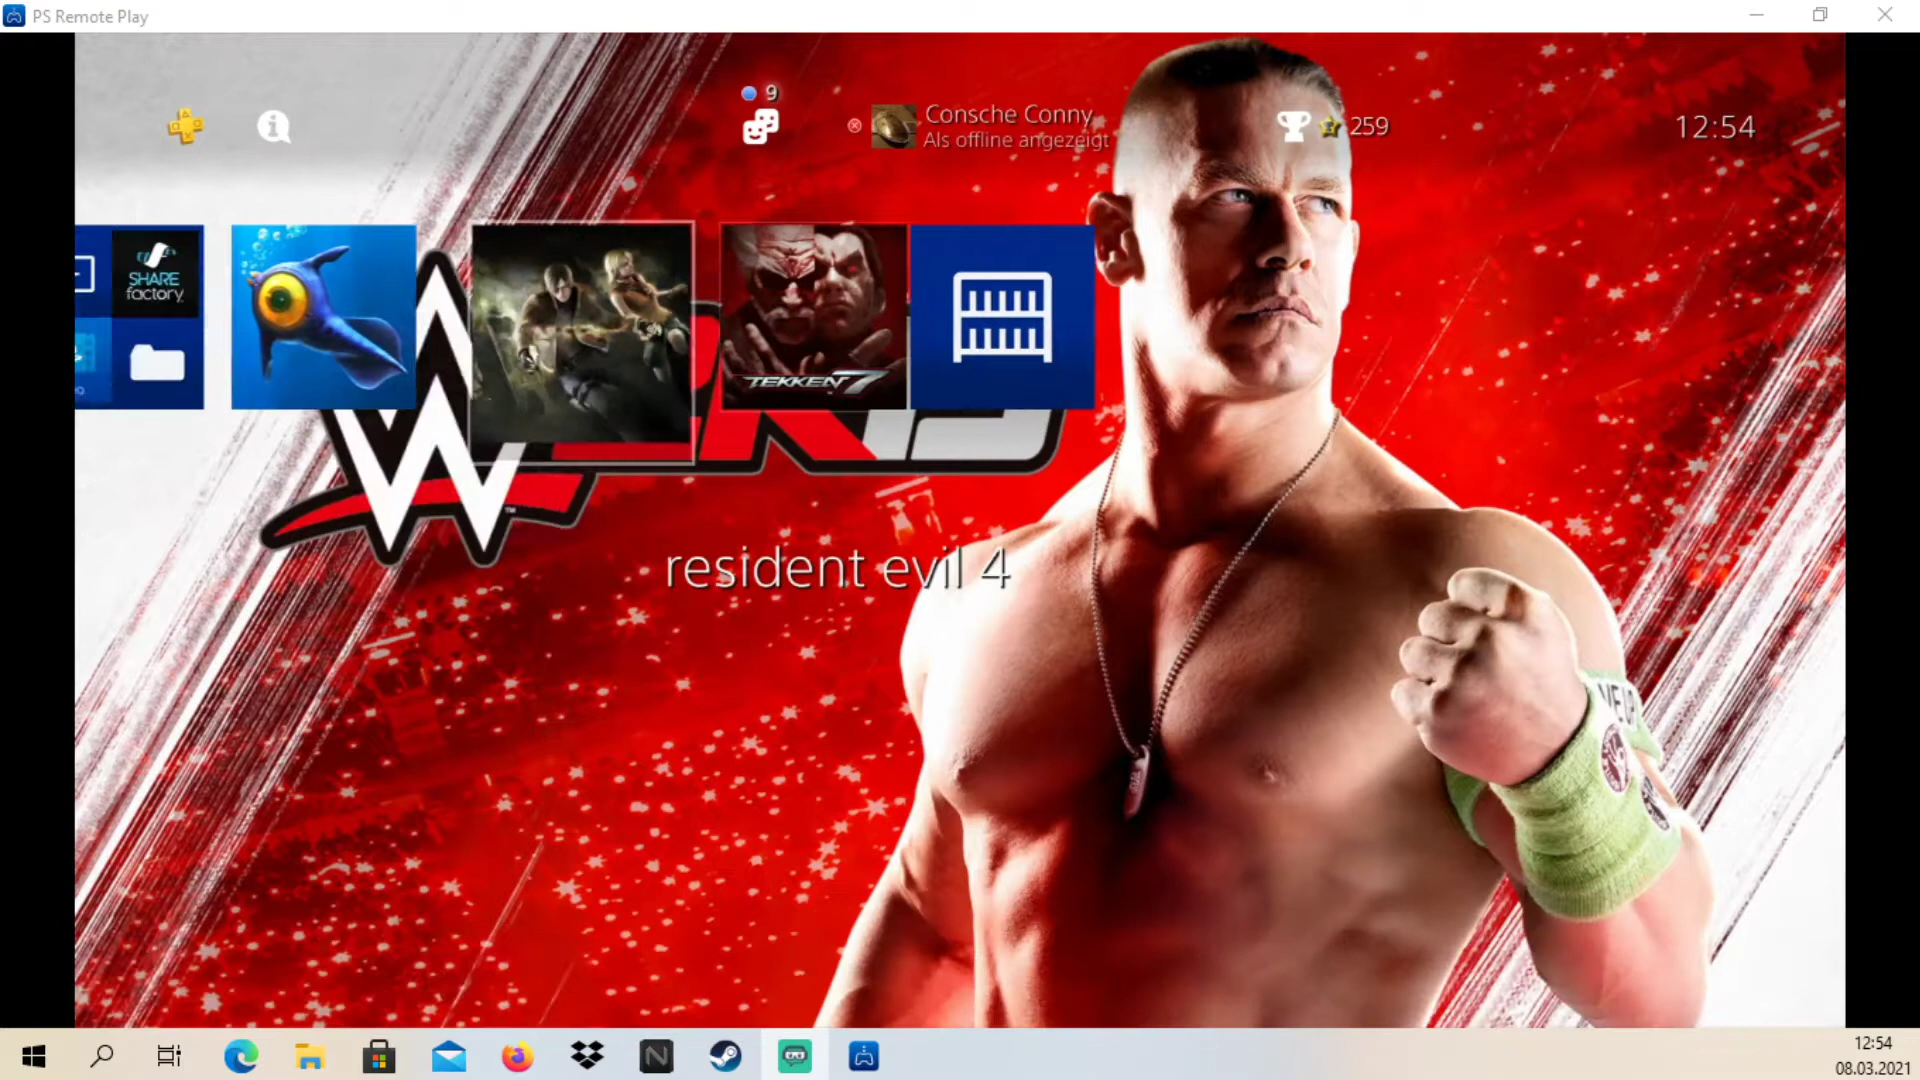 PS Remote Play
9
Consche Conny
Als offline angezeigt
259
12:54
SHARE
factory
TEKKEN 7
W
2K15
resident evil 4
12:54
08.03.2021